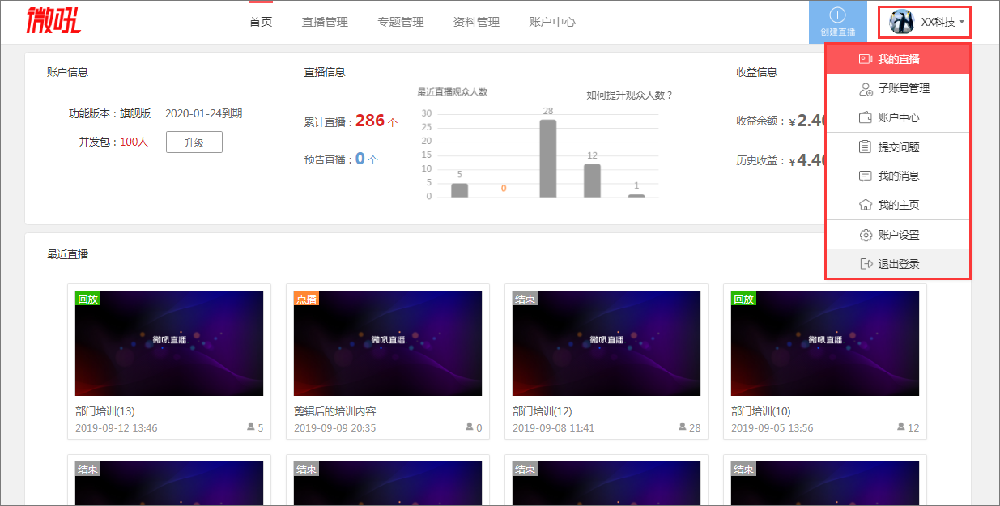 微吼
首页
直播管理
专题管理
资料管理
账户中心
创建直播
XX科技
我的直播
子账号管理
账户中心
提交问题
我的消息
我的主页
账户设置
退出登录
账户信息
功能版本：旗舰版 2020-01-24到期
并发包：100人
升级
直播信息
累计直播：286 个
预告直播：0 个
最近直播观众人数
如何提升观众人数？
30
25
20
15
10
5
0
5
0
28
12
1
收益信息
收益余额：¥2.40
历史收益：¥4.40
最近直播
回放
微吼直播
部门培训(13)
2019-09-12 13:46 5
点播
微吼直播
剪辑后的培训内容
2019-09-09 20:35 0
结束
微吼直播
部门培训(12)
2019-09-08 11:41 28
回放
微吼直播
部门培训(10)
2019-09-05 13:56 12
结束
结束
结束
结束